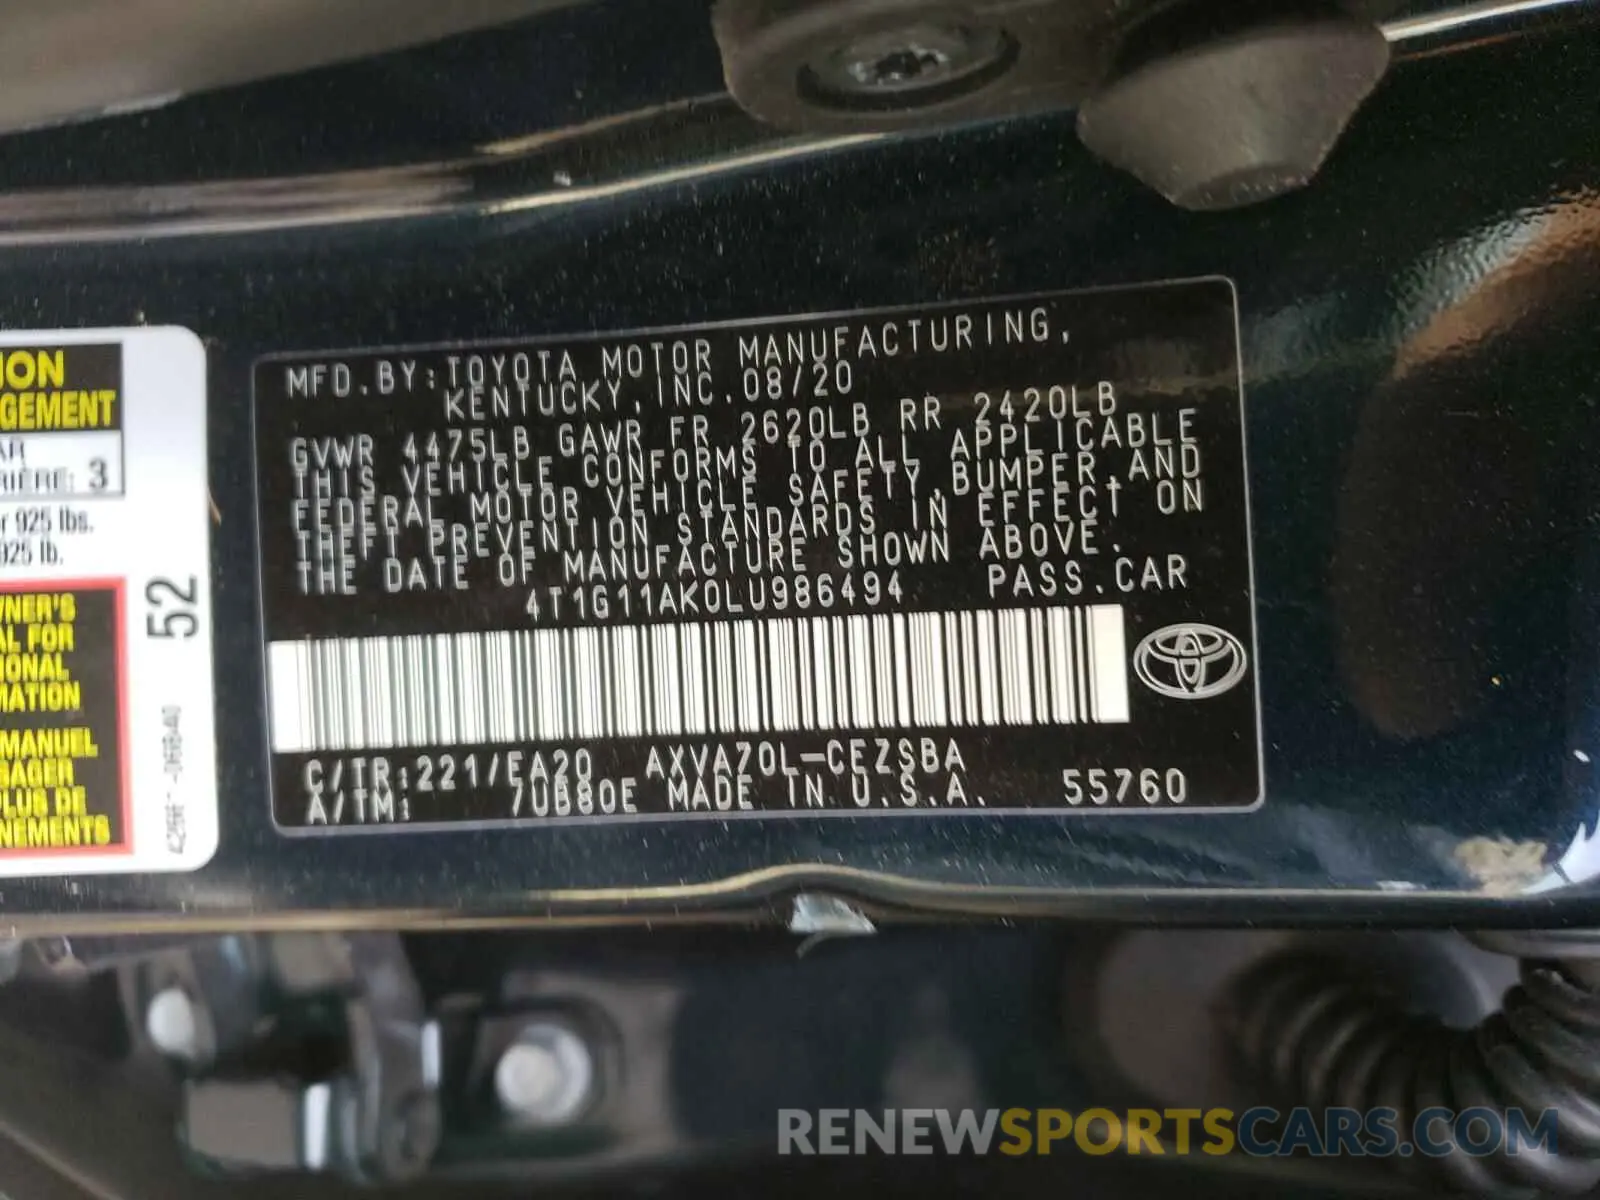 MFD.BY:TOYOTA MOTOR MANUFACTURING,
KENTUCKY, INC.08/20
GVWR 4475LB GAWR FR 2620LB RR 2420LB
THIS VEHICLE CONFORMS TO ALL APPLICABLE
FEDERAL MOTOR VEHICLE SAFETY,BUMPER,AND
THEFT PREVENTION STANDARDS IN EFFECT ON
THE DATE OF MANUFACTURE SHOWN ABOVE.
4T1G11AK0LU986494 PASS.CAR
C/TR:221/EA20 AXVA70L-CEZSBA
A/TM: 7UB80E MADE IN U.S.A. 55760
ION
GEMENT
AR
RIÈRE: 3
r 925 lbs.
925 lb.
WNER'S
AL FOR
IONAL
MATION
MANUEL
SAGER
PLUS DE
NEMENTS
52
RENEWSPORTSCARS.COM